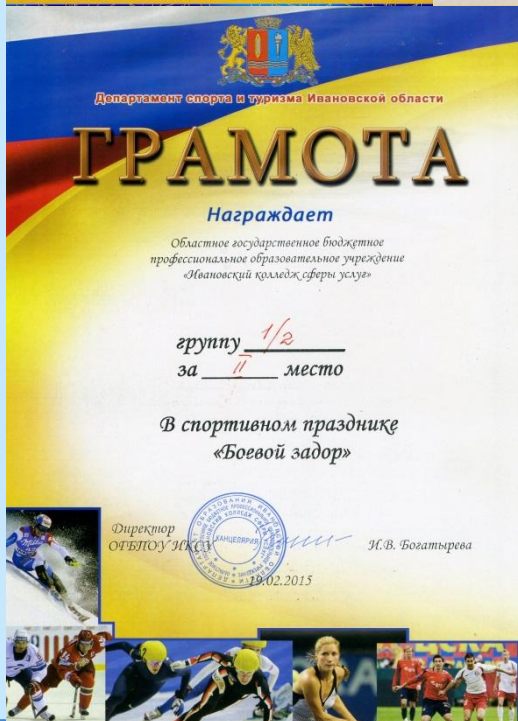 Департамент спорта и туризма Ивановской области
ГРАМОТА
Награждает
Областное государственное бюджетное
профессиональное образовательное учреждение
«Ивановский колледж сферы услуг»
группу 1/2
за II место
В спортивном празднике
«Боевой задор»
Директор
ОГБПОУ ИКСУ
И.В. Богатырева
КАНЦЕЛЯРИЯ
19.02.2015